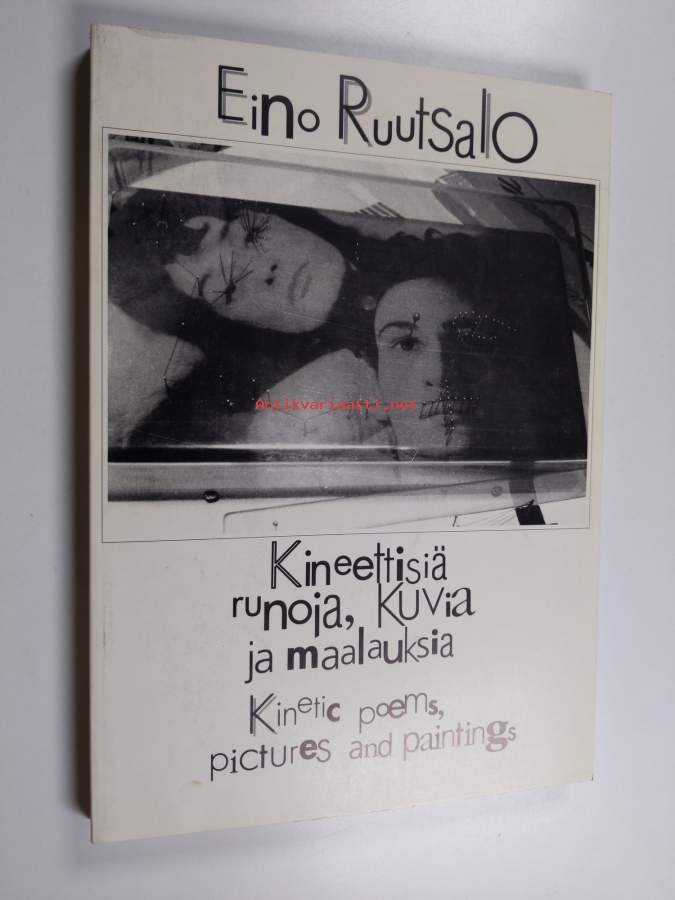 Eino Ruutsalo
Antikvariaatti.net
Kineettisiä
runoja, kuvia
ja maalauksia
Kinetic poems,
pictures and paintings